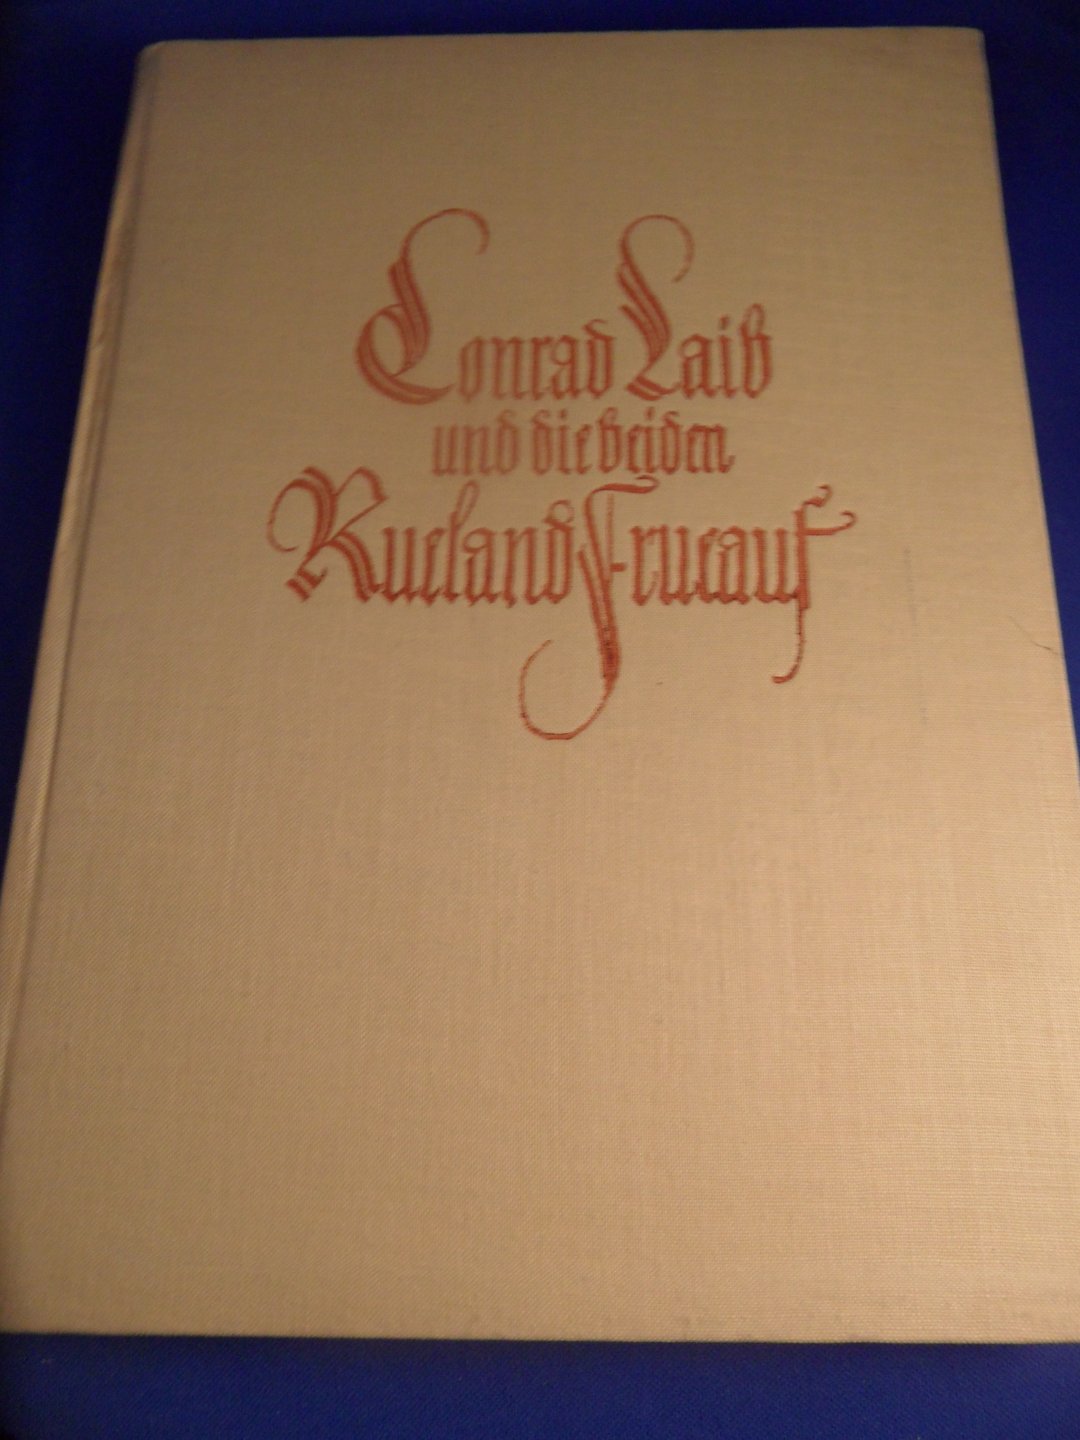 Conrad Laib
und die beiden
Rueland Frueauf